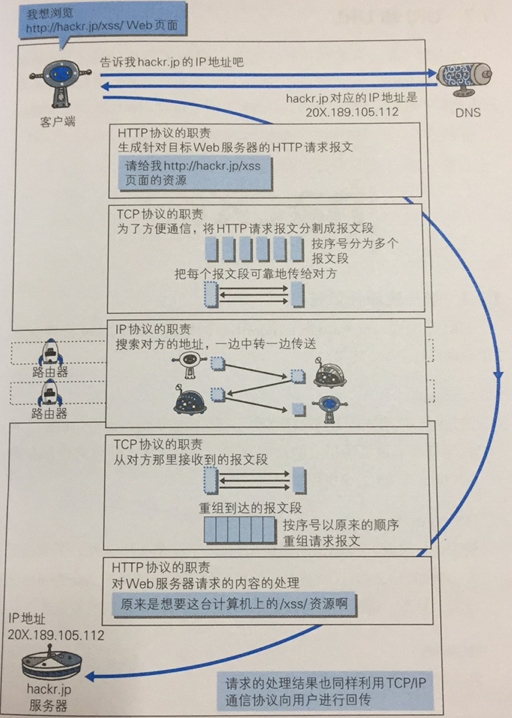 我想浏览
http://hackr.jp/xss/ Web 页面
告诉我hackr.jp 的 IP 地址吧
客户端
hackr.jp 对应的 IP 地址是
20X.189.105.112
DNS
HTTP 协议的职责
生成针对目标 Web 服务器的 HTTP 请求报文
请给我http://hackr.jp/xss
页面的资源
TCP 协议的职责
为了方便通信，将 HTTP 请求报文分割成报文段
按序号分为多个
报文段
把每个报文段可靠地传给对方
IP 协议的职责
搜索对方的地址，一边中转一边传送
路由器
路由器
TCP 协议的职责
从对方那里接收到的报文段
重组到达的报文段
按序号以原来的顺序
重组请求报文
HTTP 协议的职责
对 Web 服务器请求的内容的处理
原来是想要这台计算机上的 /xss/ 资源啊
IP 地址
20X.189.105.112
hackr.jp
服务器
请求的处理结果也同样利用 TCP/IP
通信协议向用户进行回传